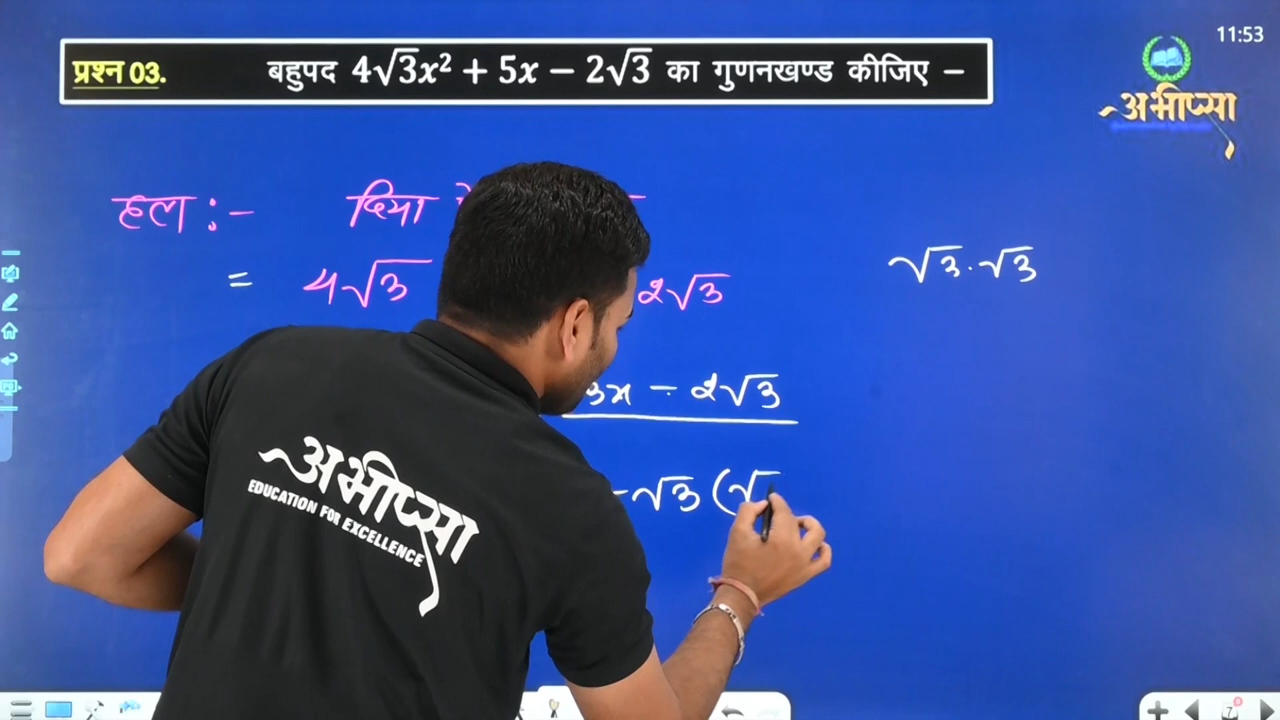 11:53
प्रश्न 03. बहुपद 4√3x² + 5x − 2√3 का गुणनखण्ड कीजिए −
अभीप्सा
हल :- दिया
= 4√3 2√3
√3 . √3
3x - 2√3
-√3 (√
अभीप्सा
EDUCATION FOR EXCELLENCE